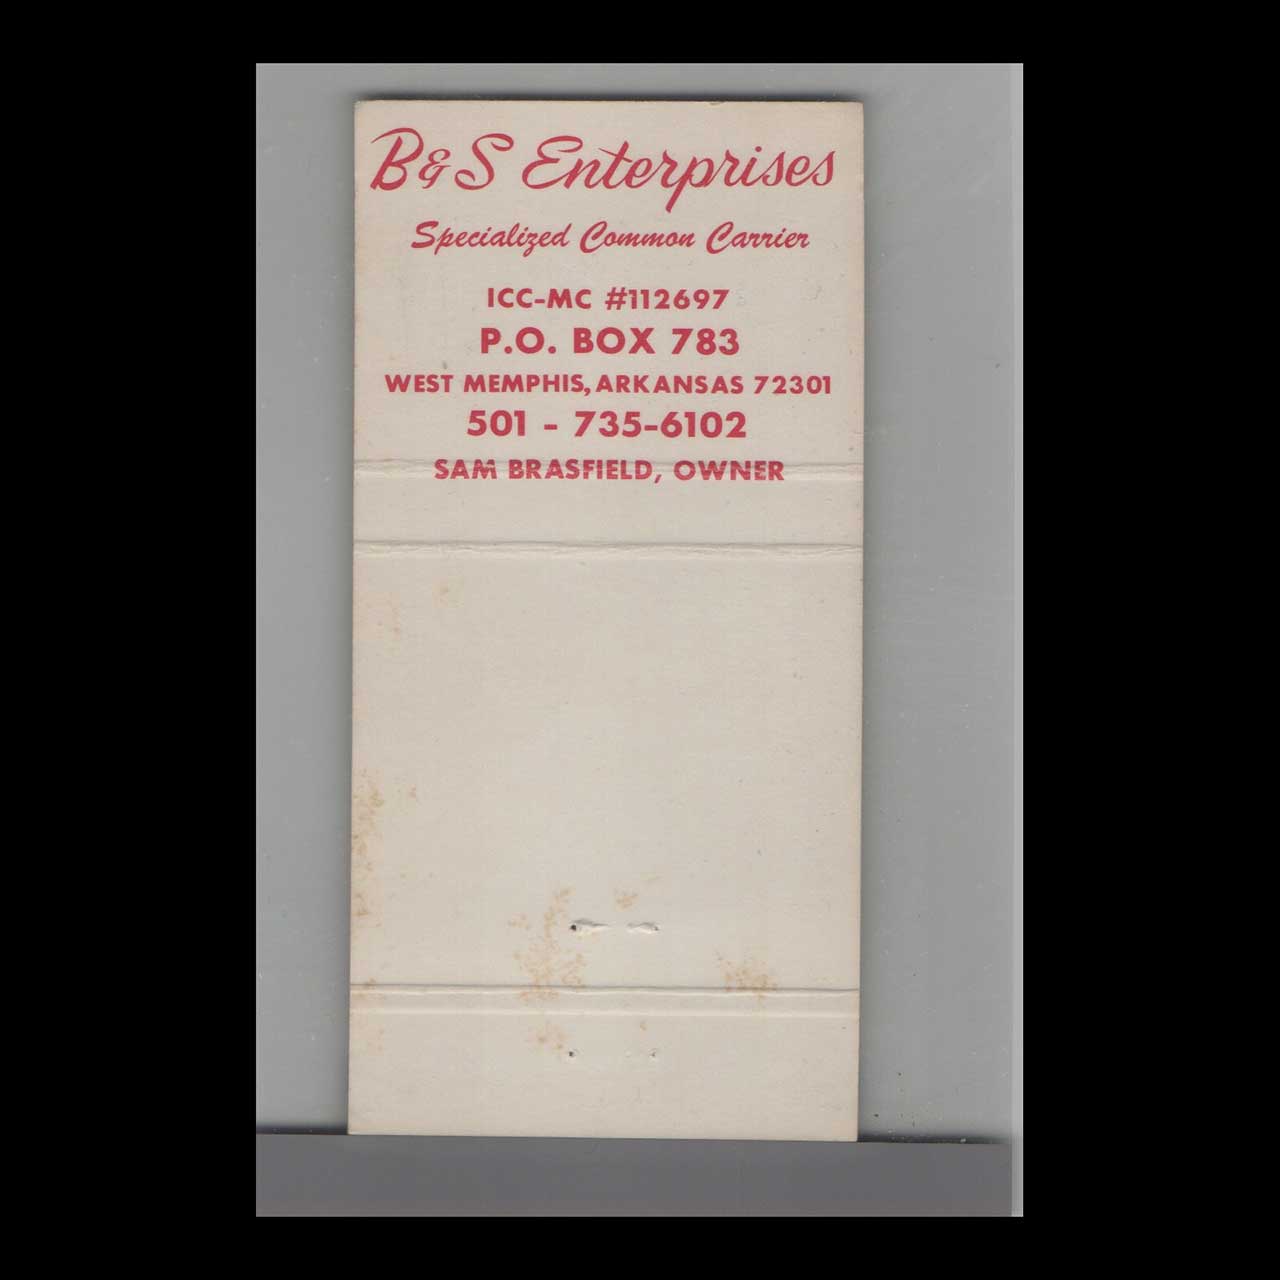 B&S Enterprises
Specialized Common Carrier
ICC-MC #112697
P.O. BOX 783
WEST MEMPHIS, ARKANSAS 72301
501 - 735-6102
SAM BRASFIELD, OWNER